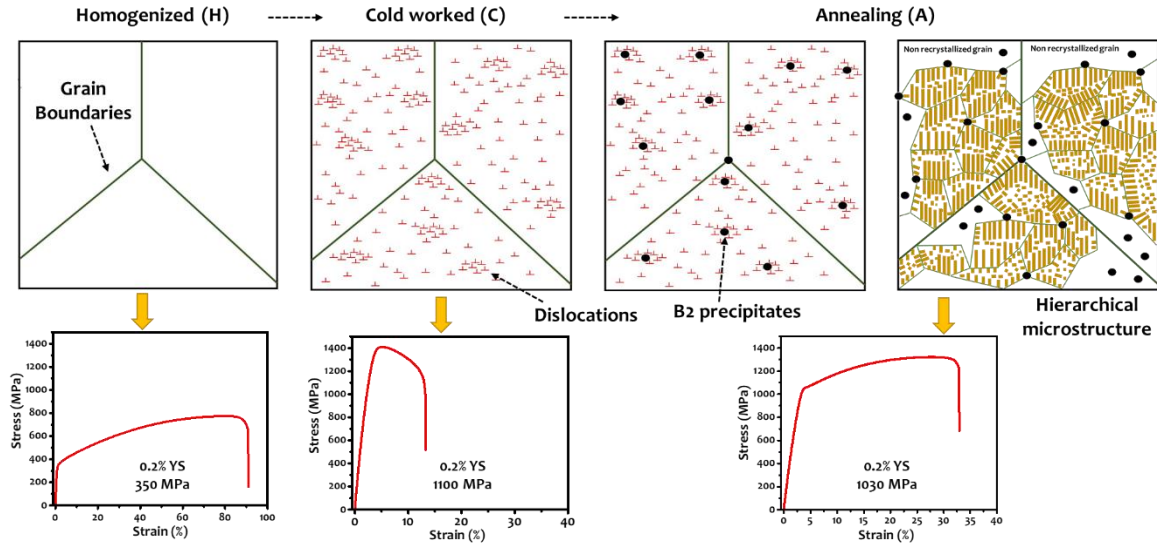 Homogenized (H)
Cold worked (C)
Annealing (A)
Grain
Boundaries
Non recrystallized grain
Non recrystallized grain
Dislocations
B2 precipitates
Hierarchical
microstructure
Stress (MPa)
1400
1200
1000
800
600
400
200
0
0.2% YS
350 MPa
0
20
40
60
80
100
Strain (%)
Stress (MPa)
1400
1200
1000
800
600
400
200
0
0.2% YS
1100 MPa
0
10
20
30
40
Strain (%)
Stress (MPa)
1400
1200
1000
800
600
400
200
0
0.2% YS
1030 MPa
0
5
10
15
20
25
30
35
40
Strain (%)